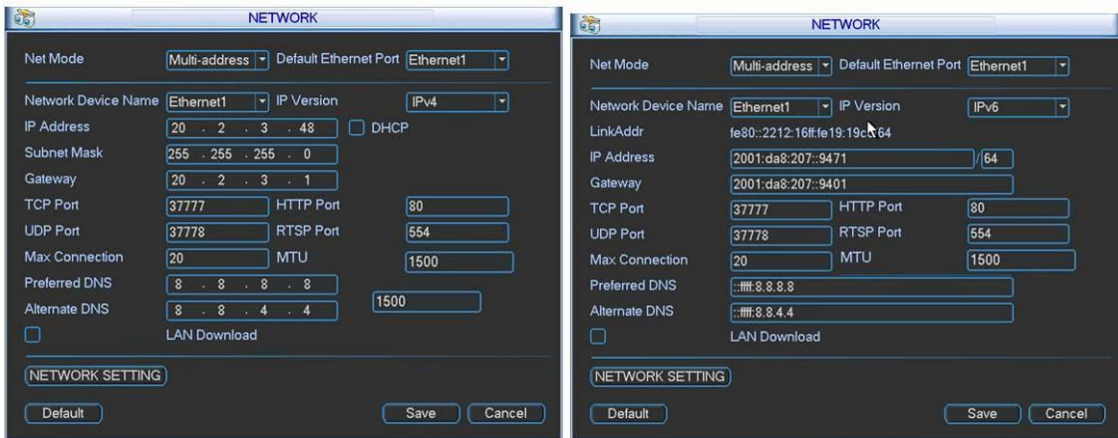 NETWORK
Net Mode Multi-address Default Ethernet Port Ethernet1
Network Device Name Ethernet1 IP Version IPv4
IP Address 20 . 2 . 3 . 48 DHCP
Subnet Mask 255 . 255 . 255 . 0
Gateway 20 . 2 . 3 . 1
TCP Port 37777 HTTP Port 80
UDP Port 37778 RTSP Port 554
Max Connection 20 MTU 1500
Preferred DNS 8 . 8 . 8 . 8
1500
Alternate DNS 8 . 8 . 4 . 4
LAN Download
NETWORK SETTING
Default Save Cancel
NETWORK
Net Mode Multi-address Default Ethernet Port Ethernet1
Network Device Name Ethernet1 IP Version IPv6
LinkAddr
IP Address 2001:da8:207::9471 / 64
Gateway 2001:da8:207::9401
TCP Port 37777 HTTP Port 80
UDP Port 37778 RTSP Port 554
Max Connection 20 MTU 1500
Preferred DNS ::ffff:8.8.8.8
Alternate DNS ::ffff:8.8.4.4
LAN Download
NETWORK SETTING
Default Save Cancel